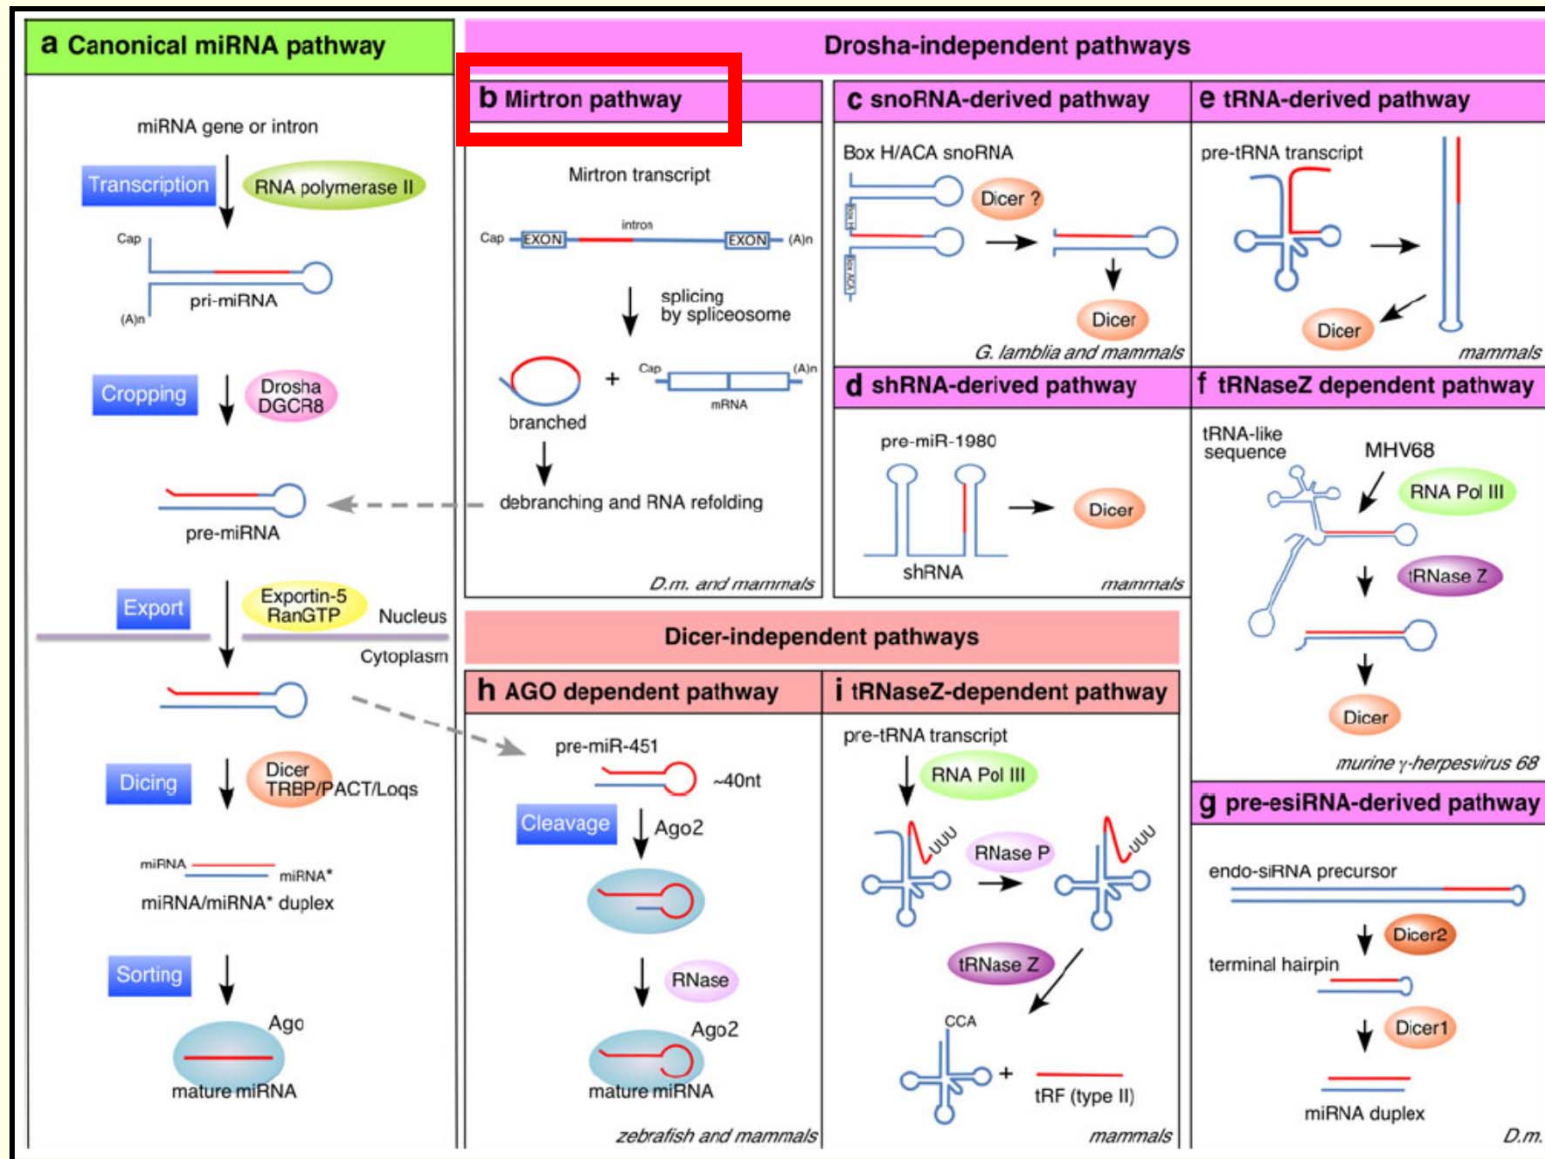 a Canonical miRNA pathway
miRNA gene or intron
Transcription
RNA polymerase II
Cap
pri-miRNA
(A)n
Cropping
Drosha
DGCR8
pre-miRNA
Export
Exportin-5
RanGTP
Nucleus
Cytoplasm
Dicing
Dicer
TRBP/PACT/Loqs
miRNA
miRNA*
miRNA/miRNA* duplex
Sorting
Ago
mature miRNA
Drosha-independent pathways
b Mirtron pathway
Mirtron transcript
intron
Cap
EXON
EXON
(A)n
splicing
by spliceosome
branched
+
Cap
(A)n
mRNA
debranching and RNA refolding
D.m. and mammals
c snoRNA-derived pathway
Box H/ACA snoRNA
Box H
Box ACA
Dicer ?
Dicer
G. lamblia and mammals
d shRNA-derived pathway
pre-miR-1980
Dicer
shRNA
mammals
e tRNA-derived pathway
pre-tRNA transcript
Dicer
mammals
f tRNaseZ dependent pathway
tRNA-like
sequence
MHV68
RNA Pol III
tRNase Z
Dicer
murine γ-herpesvirus 68
g pre-esiRNA-derived pathway
endo-siRNA precursor
Dicer2
terminal hairpin
Dicer1
miRNA duplex
D.m.
Dicer-independent pathways
h AGO dependent pathway
pre-miR-451
~40nt
Cleavage
Ago2
RNase
Ago2
mature miRNA
zebrafish and mammals
i tRNaseZ-dependent pathway
pre-tRNA transcript
RNA Pol III
UUU
RNase P
UUU
tRNase Z
CCA
+
tRF (type II)
mammals